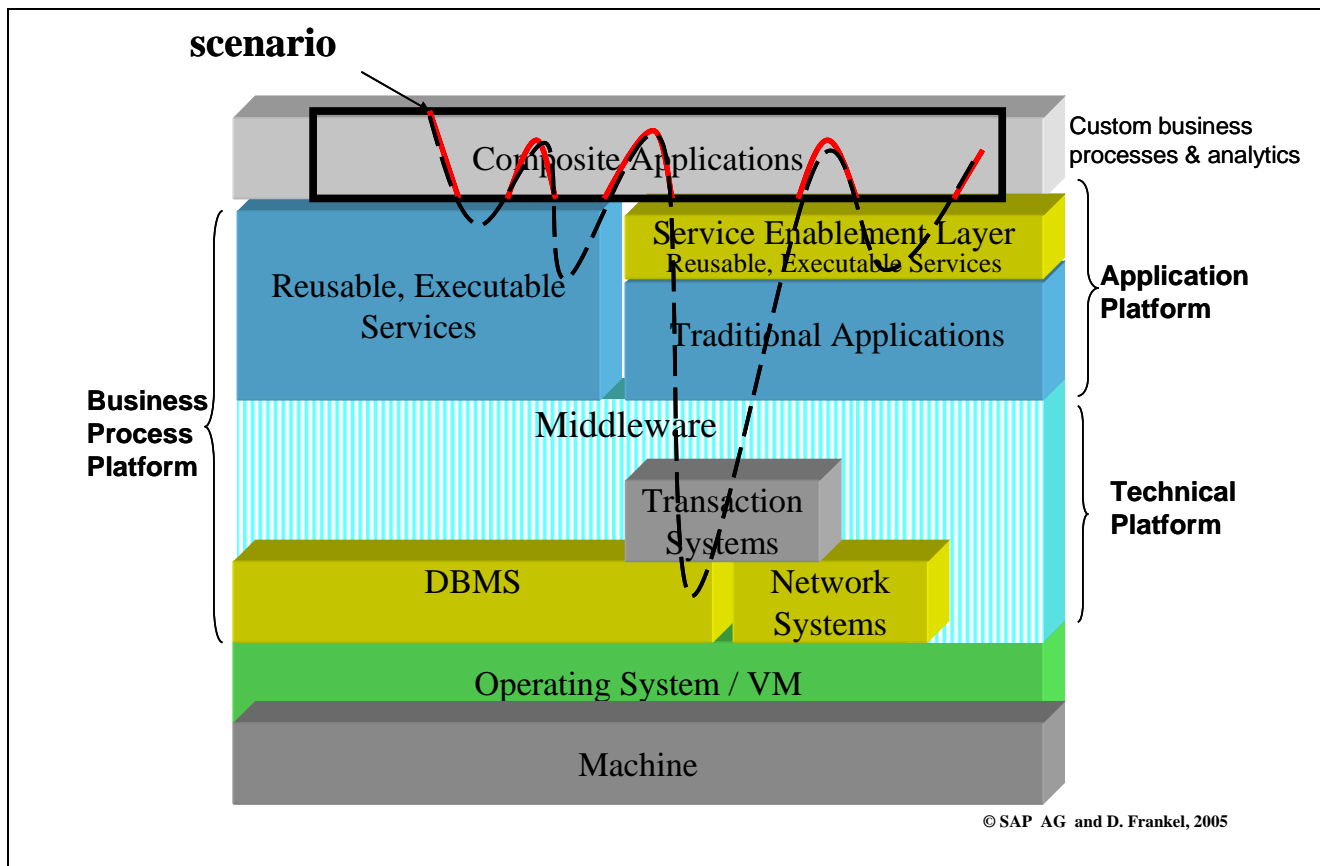 scenario
Composite Applications
Custom business
processes & analytics
Service Enablement Layer
Reusable, Executable Services
Reusable, Executable
Services
Traditional Applications
Application
Platform
Business
Process
Platform
Middleware
Transaction
Systems
Technical
Platform
DBMS
Network
Systems
Operating System / VM
Machine
© SAP AG and D. Frankel, 2005